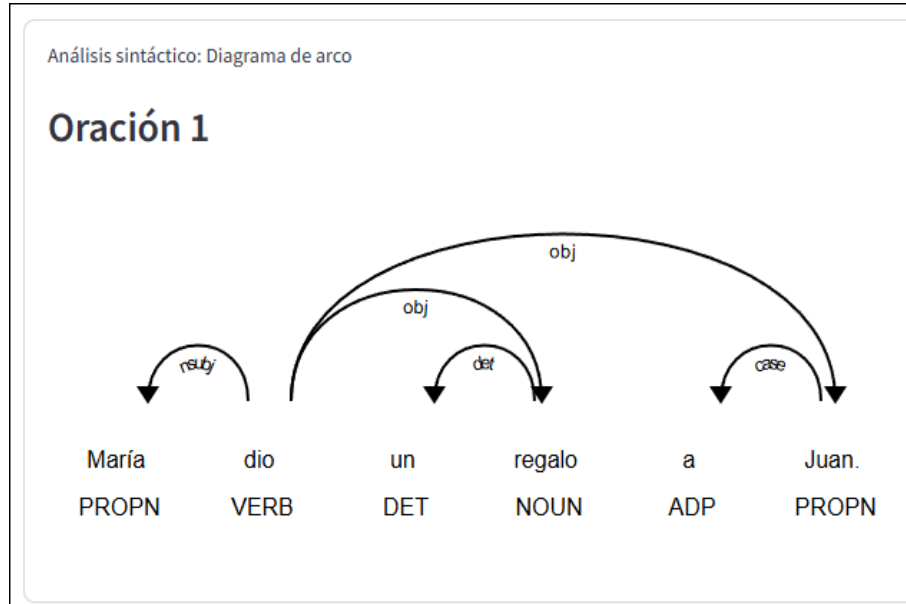 Análisis sintáctico: Diagrama de arco
Oración 1
obj
obj
nsubj det case
María dio un regalo a Juan.
PROPN VERB DET NOUN ADP PROPN